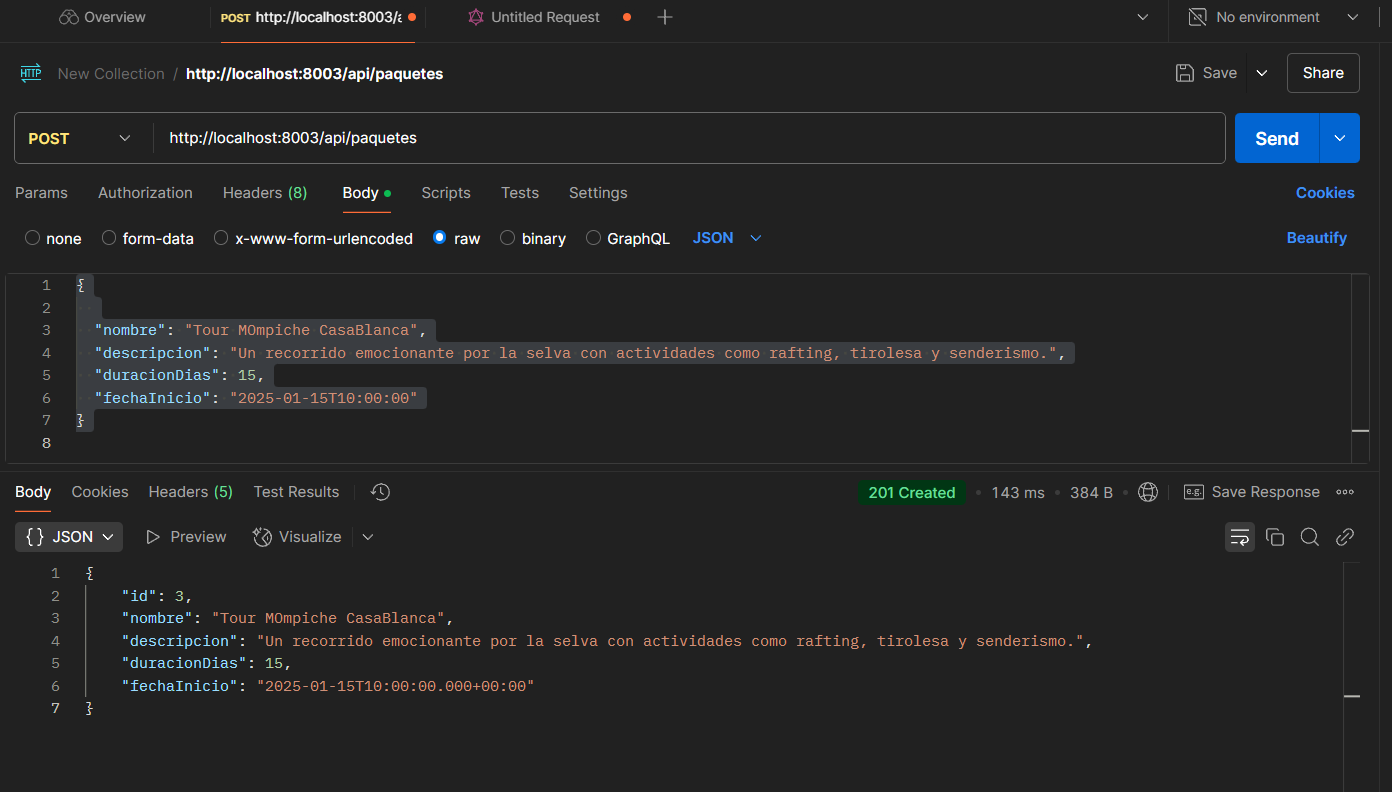 Overview POST http://localhost:8003/a Untitled Request No environment
HTTP New Collection / http://localhost:8003/api/paquetes Save Share
POST http://localhost:8003/api/paquetes Send
Params Authorization Headers (8) Body Scripts Tests Settings Cookies
none form-data x-www-form-urlencoded raw binary GraphQL JSON Beautify
1 {
2
3 "nombre": "Tour MOmpiche CasaBlanca",
4 "descripcion": "Un recorrido emocionante por la selva con actividades como rafting, tirolesa y senderismo.",
5 "duracionDias": 15,
6 "fechaInicio": "2025-01-15T10:00:00"
7 }
8
Body Cookies Headers (5) Test Results 201 Created 143 ms 384 B e.g. Save Response
{} JSON Preview Visualize
1 {
2 "id": 3,
3 "nombre": "Tour MOmpiche CasaBlanca",
4 "descripcion": "Un recorrido emocionante por la selva con actividades como rafting, tirolesa y senderismo.",
5 "duracionDias": 15,
6 "fechaInicio": "2025-01-15T10:00:00.000+00:00"
7 }